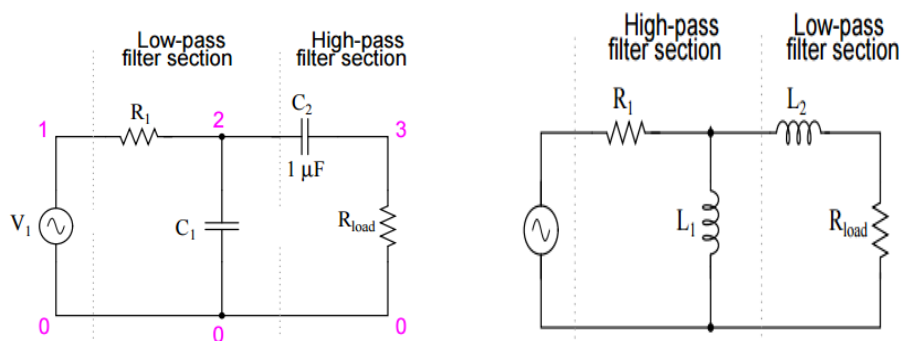 Low-pass
filter section
High-pass
filter section
R1
C2
1
2
3
1 μF
V1
C1
Rload
0
0
0
High-pass
filter section
Low-pass
filter section
R1
L2
L1
Rload